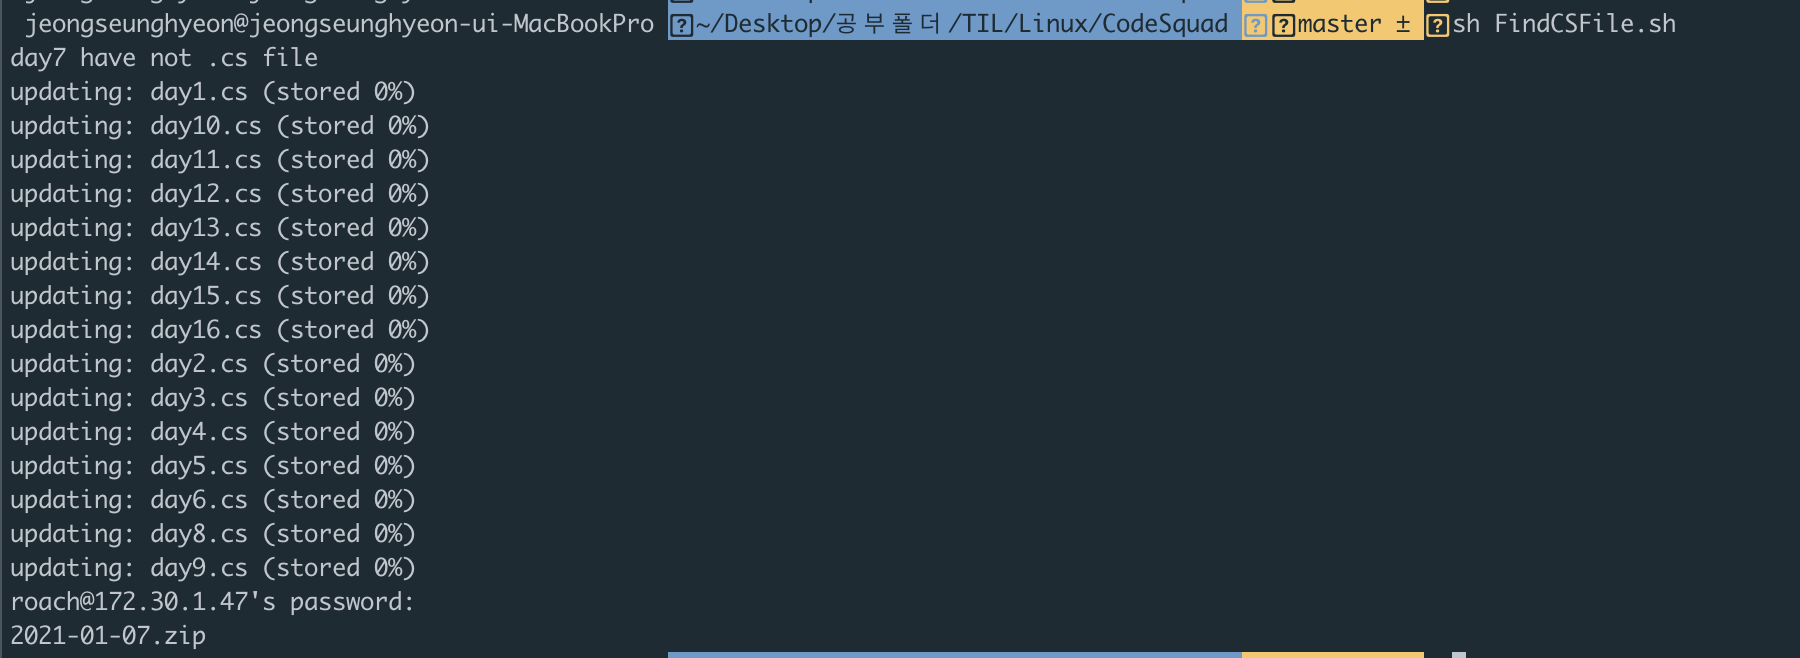 jeongseunghyeon@jeongseunghyeon-ui-MacBookPro ~/Desktop/공부폴더/TIL/Linux/CodeSquad master ± sh FindCSFile.sh
day7 have not .cs file
updating: day1.cs (stored 0%)
updating: day10.cs (stored 0%)
updating: day11.cs (stored 0%)
updating: day12.cs (stored 0%)
updating: day13.cs (stored 0%)
updating: day14.cs (stored 0%)
updating: day15.cs (stored 0%)
updating: day16.cs (stored 0%)
updating: day2.cs (stored 0%)
updating: day3.cs (stored 0%)
updating: day4.cs (stored 0%)
updating: day5.cs (stored 0%)
updating: day6.cs (stored 0%)
updating: day8.cs (stored 0%)
updating: day9.cs (stored 0%)
roach@172.30.1.47's password:
2021-01-07.zip